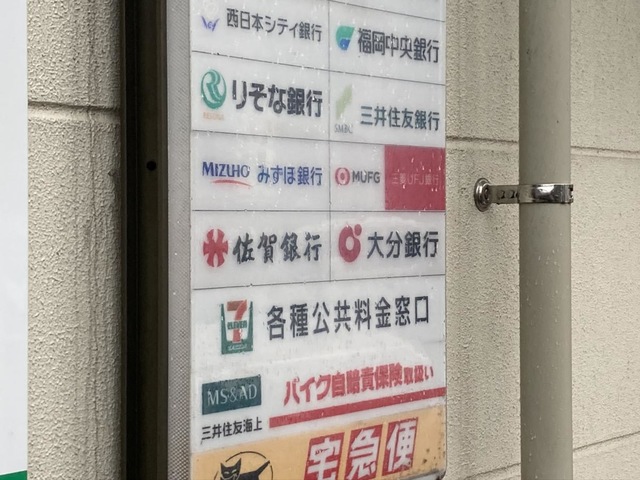 西日本シティ銀行
福岡中央銀行
RESONA
りそな銀行
SMBC
三井住友銀行
MIZUHO みずほ銀行
MUFG 三菱UFJ銀行
佐賀銀行
大分銀行
7
ELEVEN
各種公共料金窓口
MS&AD
三井住友海上
バイク自賠責保険取扱い
宅急便